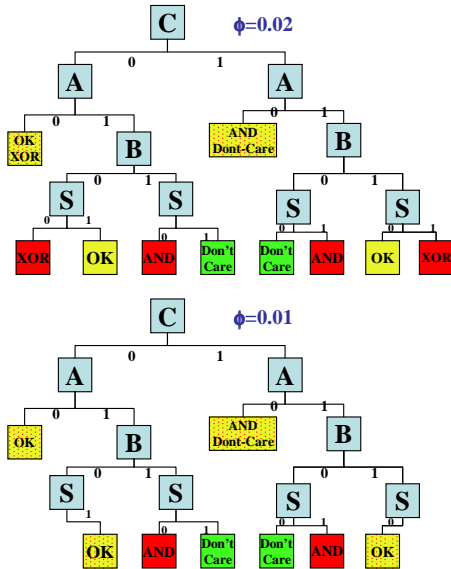 C ϕ=0.02
0 1
A A
0 1 0 1
OK XOR B AND Dont-Care B
0 1 0 1
S S S S
0 1 0 1 0 1 0 1
XOR OK AND Don't Care Don't Care AND OK XOR
C ϕ=0.01
0 1
A A
0 1 0 1
OK B AND Dont-Care B
0 1 0 1
S S S S
1 0 1 0 1 0
OK AND Don't Care Don't Care AND OK